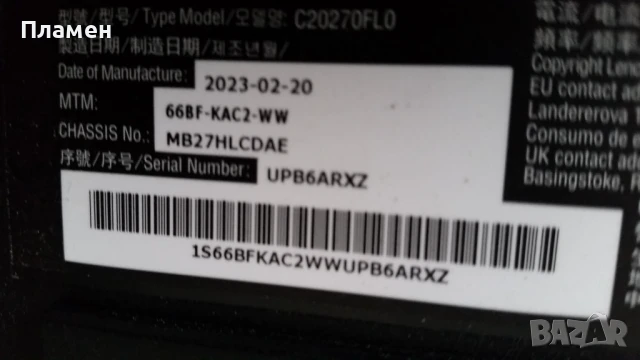 Пламен
型號/型号/Type Model/모델명: C20270FL0
製造日期/制造日期/제조년월/
Date of Manufacture: 2023-02-20
MTM: 66BF-KAC2-WW
CHASSIS No.: MB27HLCDAE
序號/序号/Serial Number: UPB6ARXZ
1S66BFKAC2WWUPB6ARXZ
電流/电流
頻率/频率
Copyright Leno
EU contact
Landererova
Consumo de
UK contact
Basingstoke,
BAZAR
bg